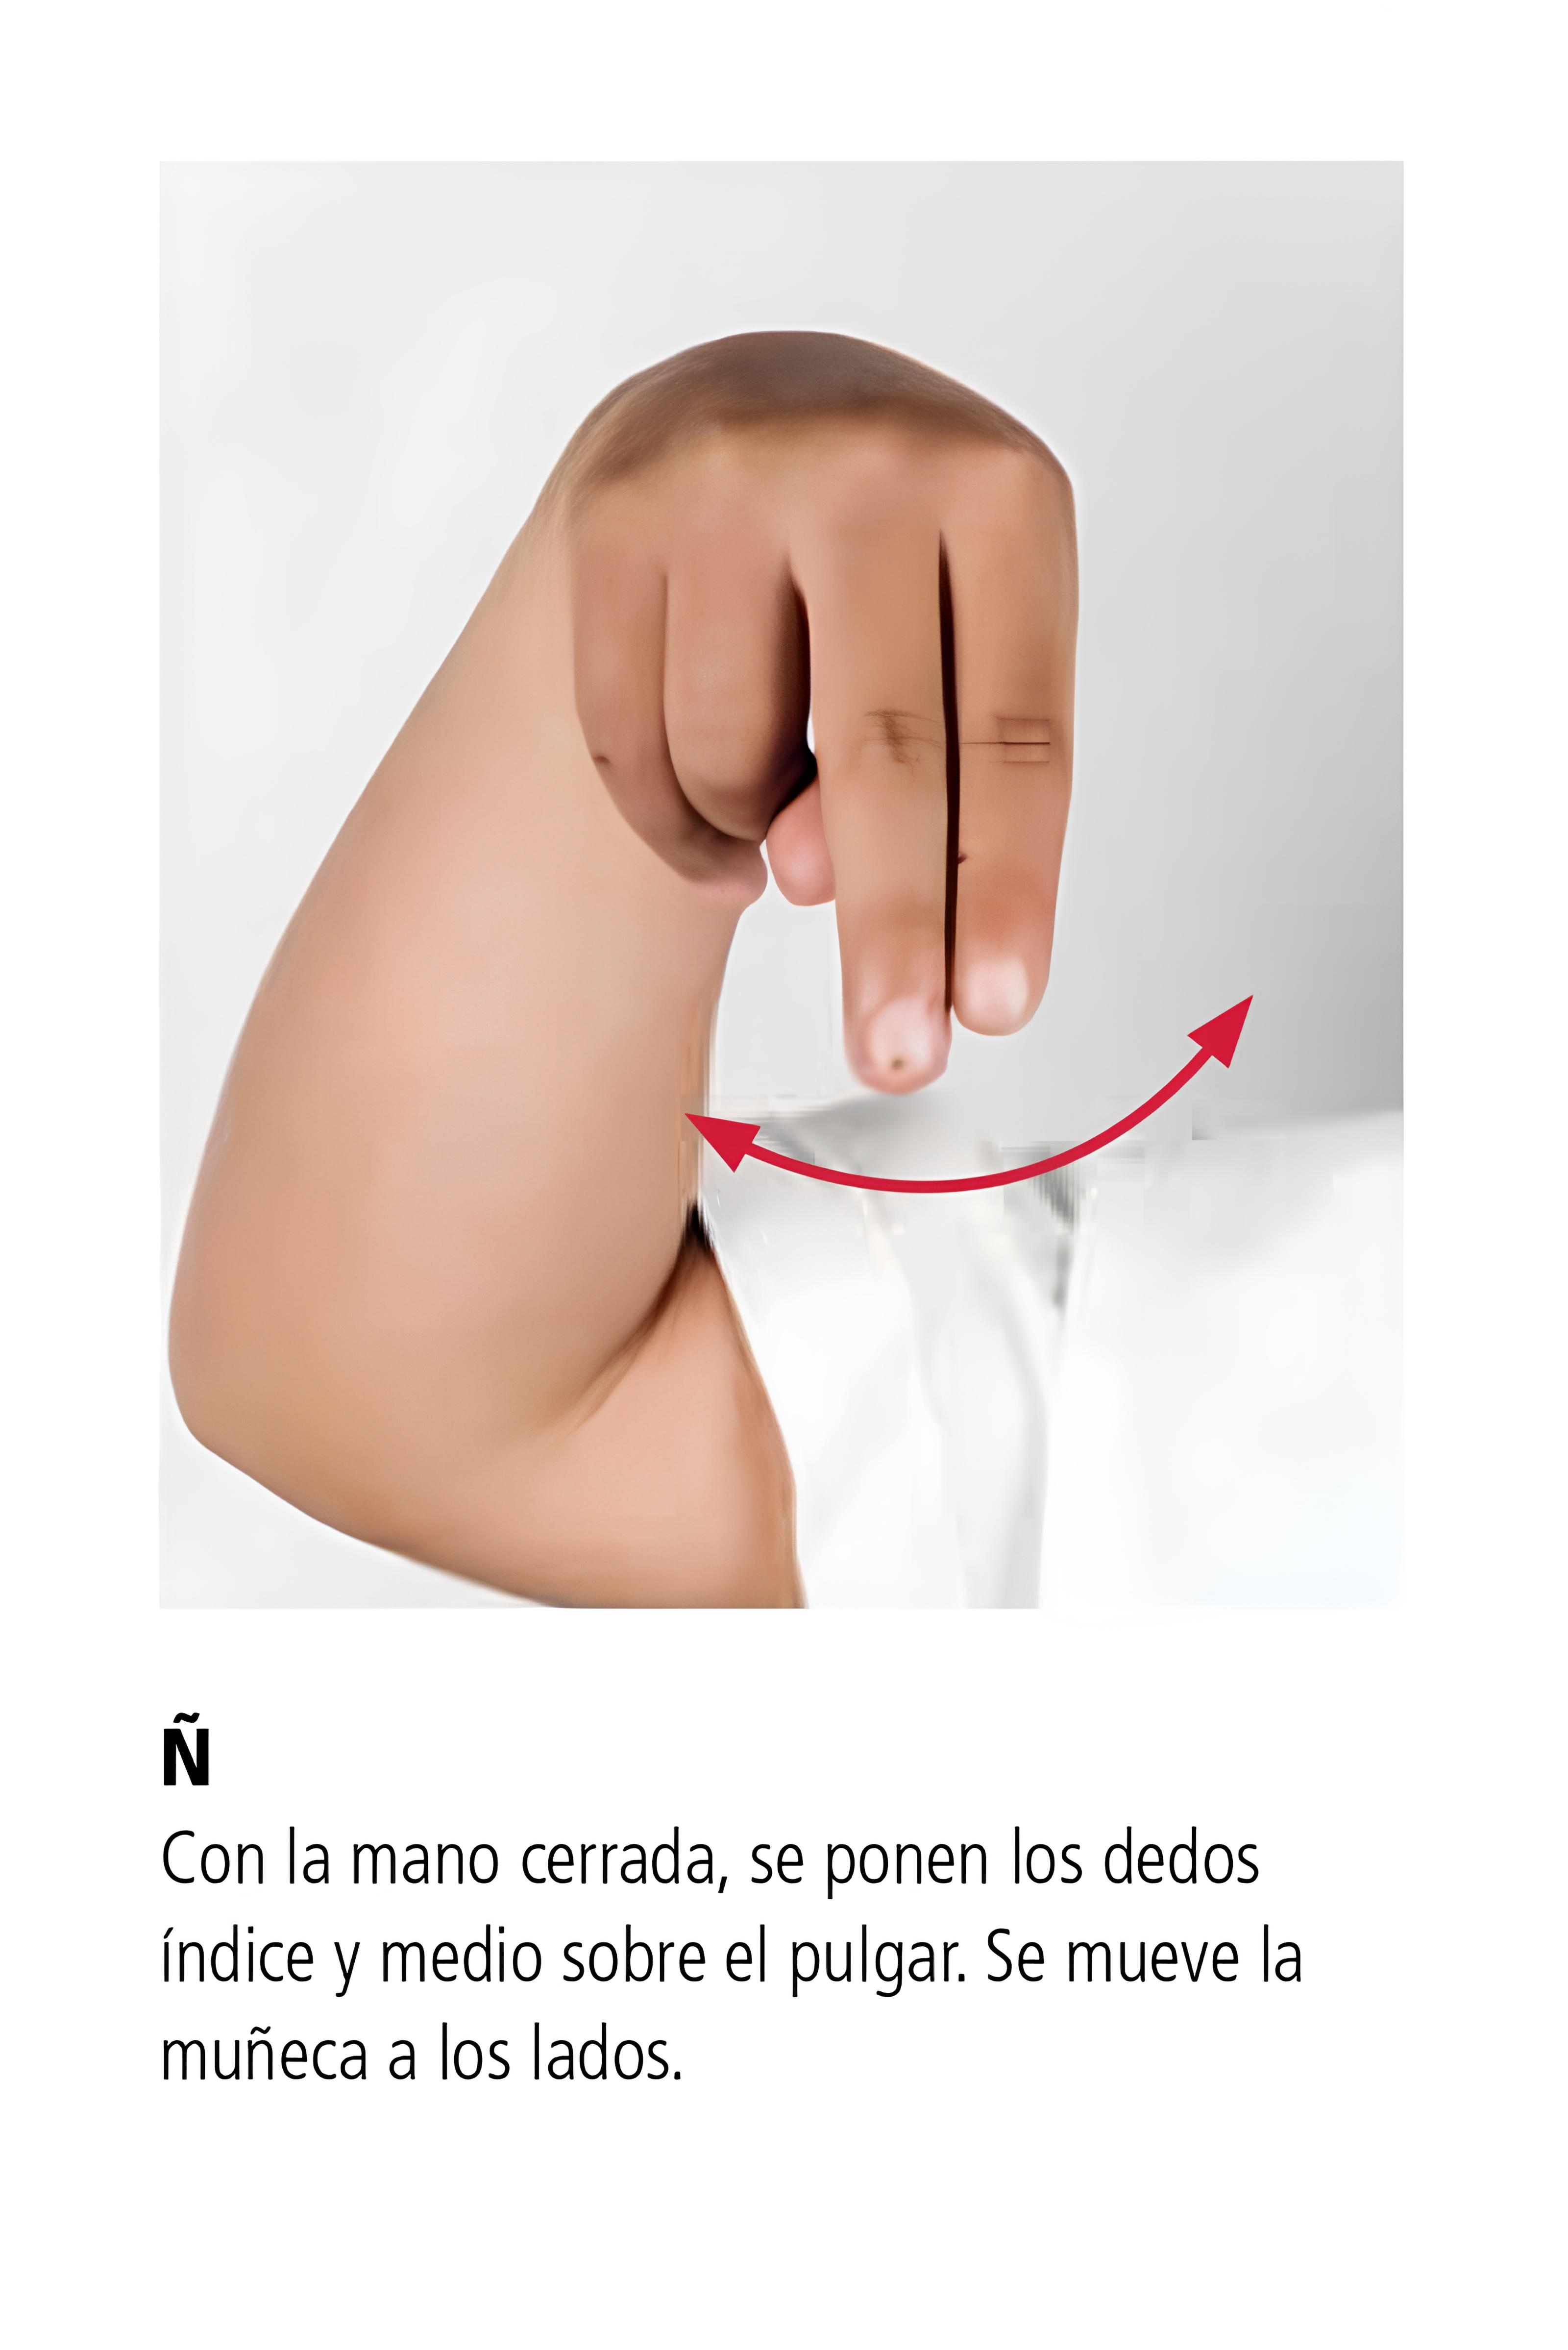 Ñ
Con la mano cerrada, se ponen los dedos
índice y medio sobre el pulgar. Se mueve la
muñeca a los lados.